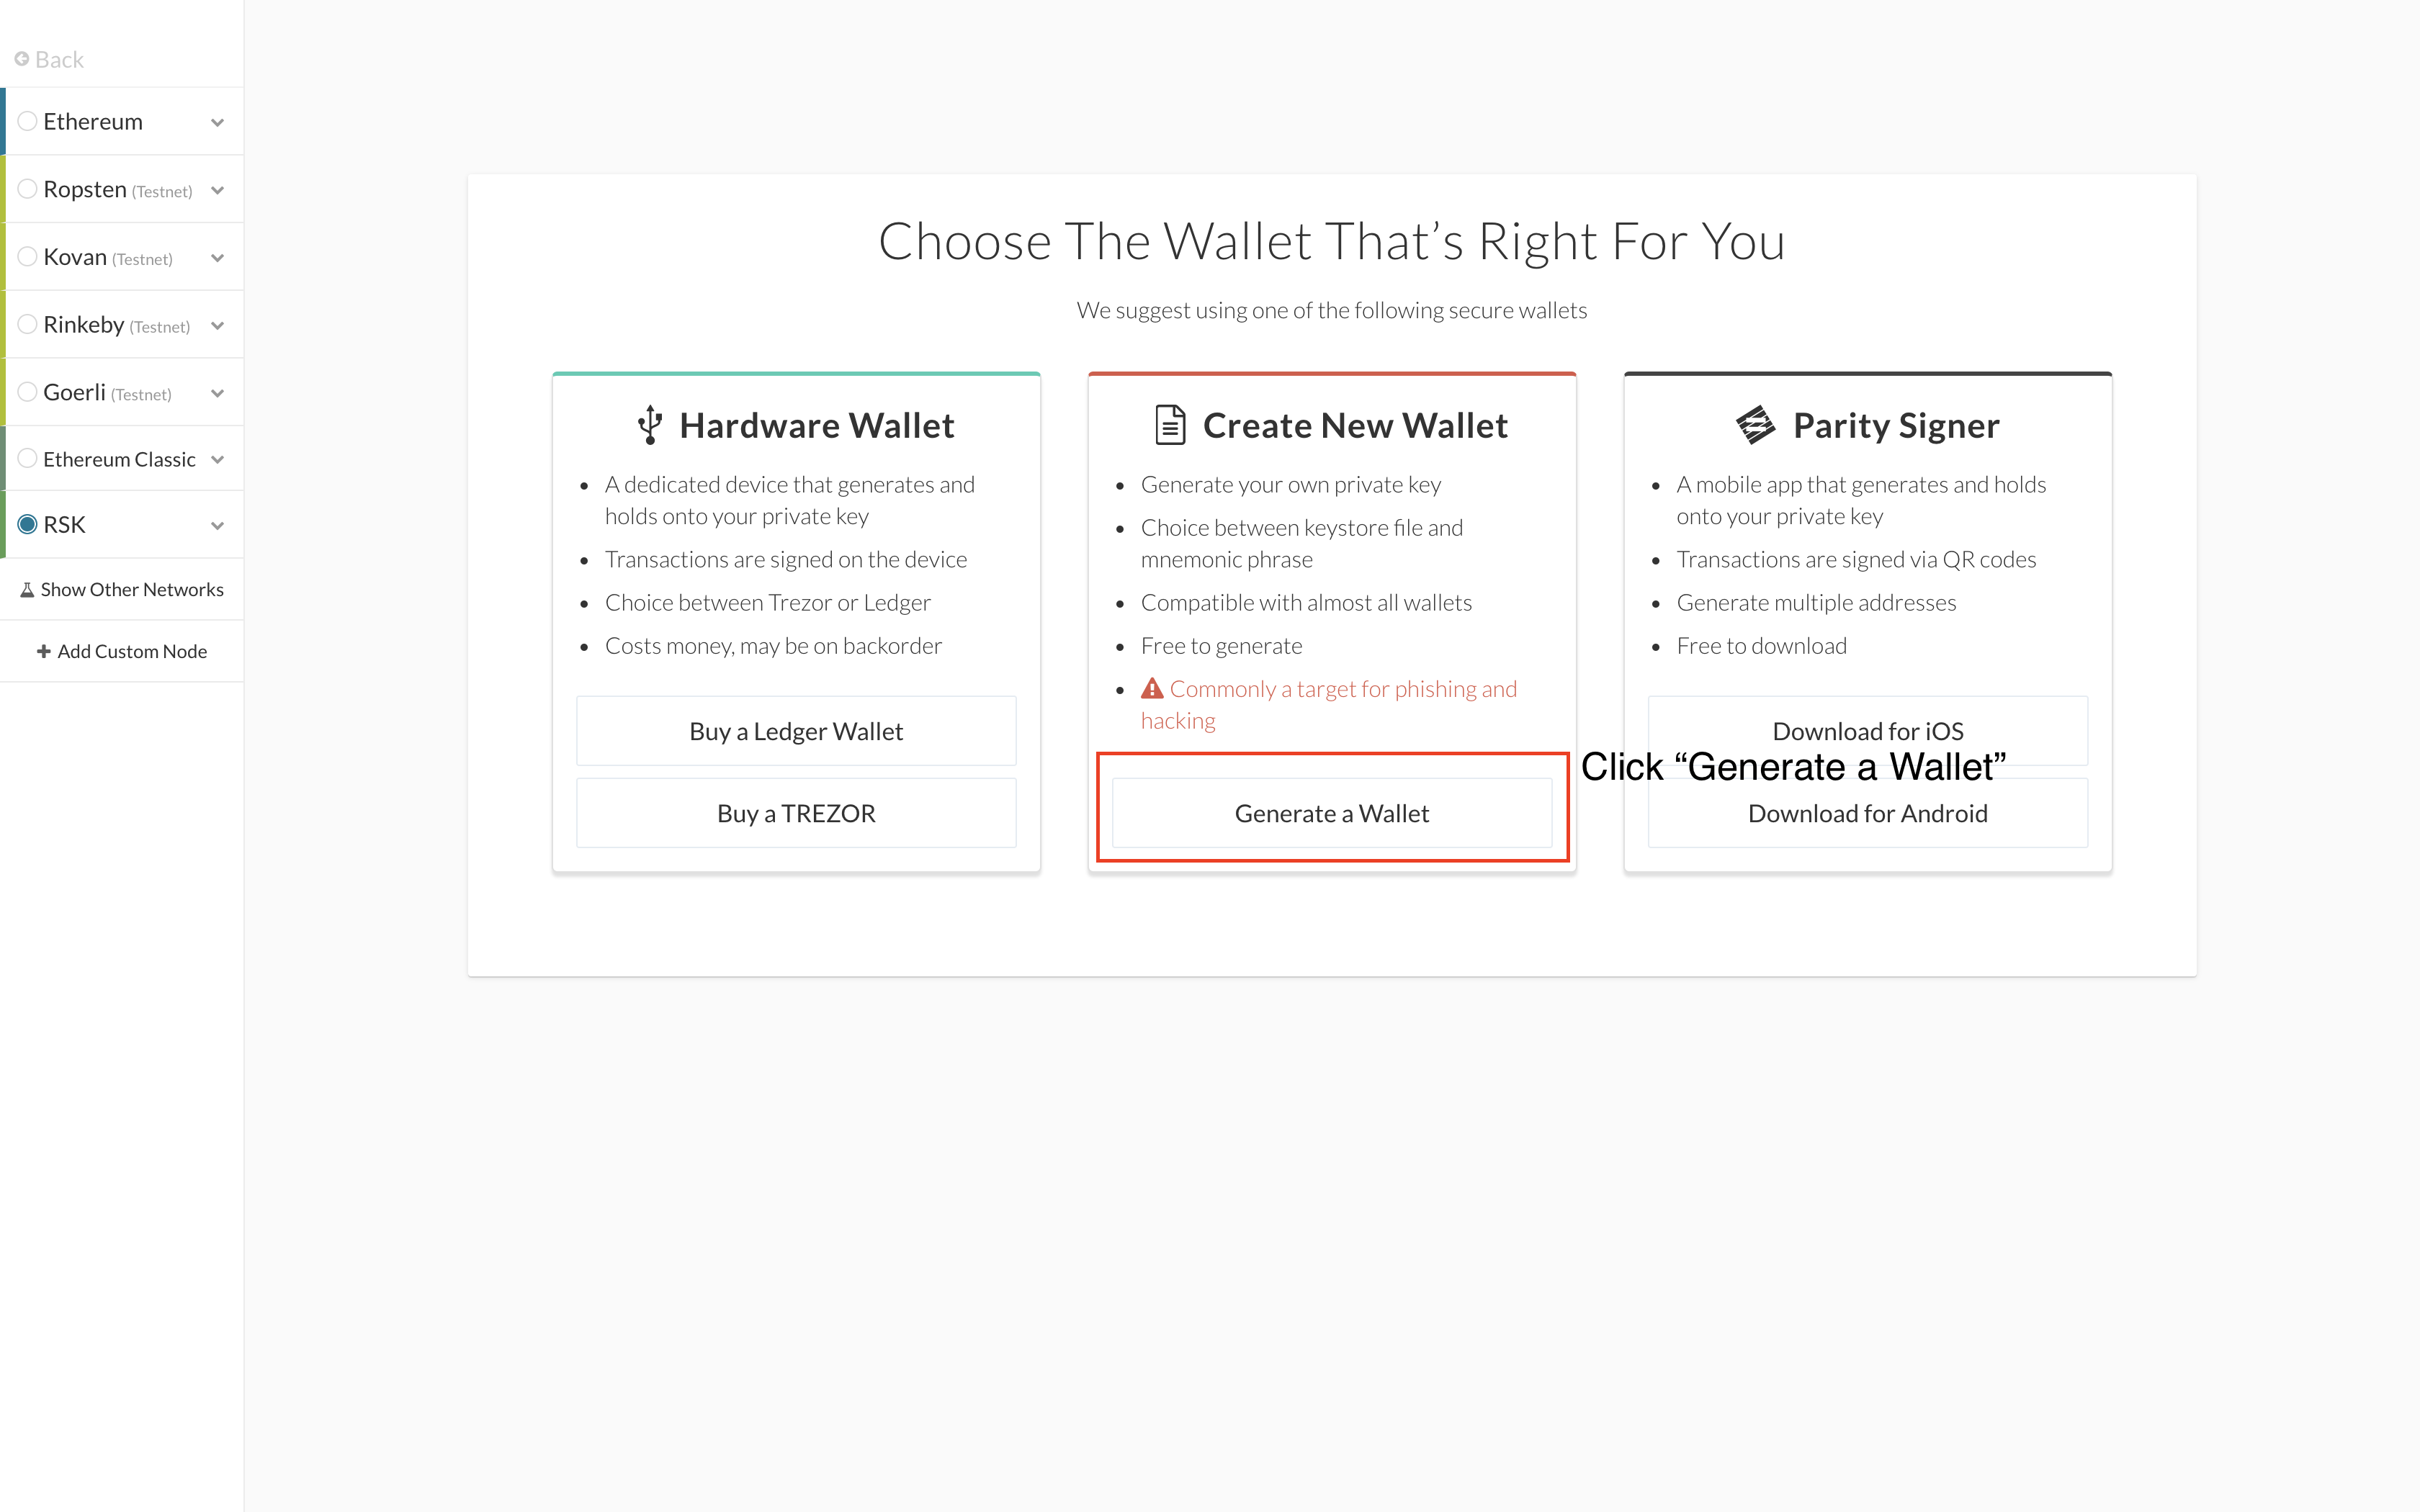 Back
Ethereum
Ropsten (Testnet)
Kovan (Testnet)
Rinkeby (Testnet)
Goerli (Testnet)
Ethereum Classic
RSK
Show Other Networks
Add Custom Node
Choose The Wallet That’s Right For You
We suggest using one of the following secure wallets
Hardware Wallet
A dedicated device that generates and
holds onto your private key
Transactions are signed on the device
Choice between Trezor or Ledger
Costs money, may be on backorder
Buy a Ledger Wallet
Buy a TREZOR
Create New Wallet
Generate your own private key
Choice between keystore file and
mnemonic phrase
Compatible with almost all wallets
Free to generate
Commonly a target for phishing and
hacking
Generate a Wallet
Parity Signer
A mobile app that generates and holds
onto your private key
Transactions are signed via QR codes
Generate multiple addresses
Free to download
Download for iOS
Click “Generate a Wallet”
Download for Android